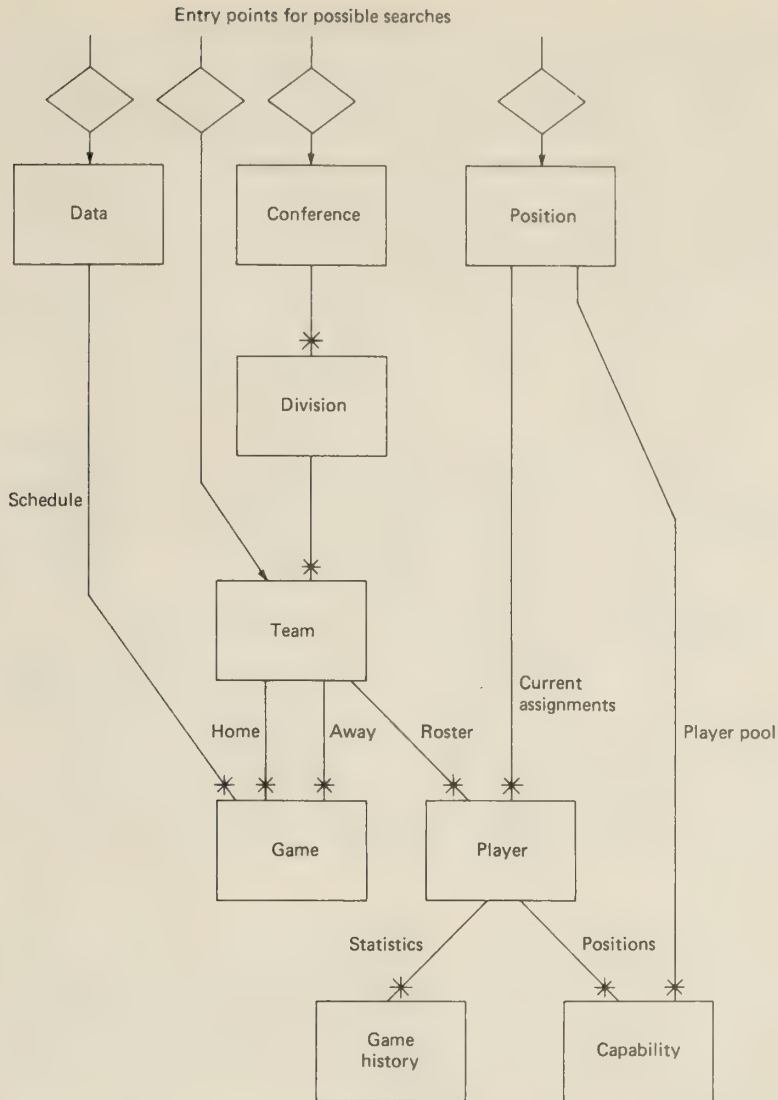 Entry points for possible searches
Data
Conference
Position
Division
Schedule
Team
Current
assignments
Home
Away
Roster
Player pool
Game
Player
Statistics
Positions
Game
history
Capability